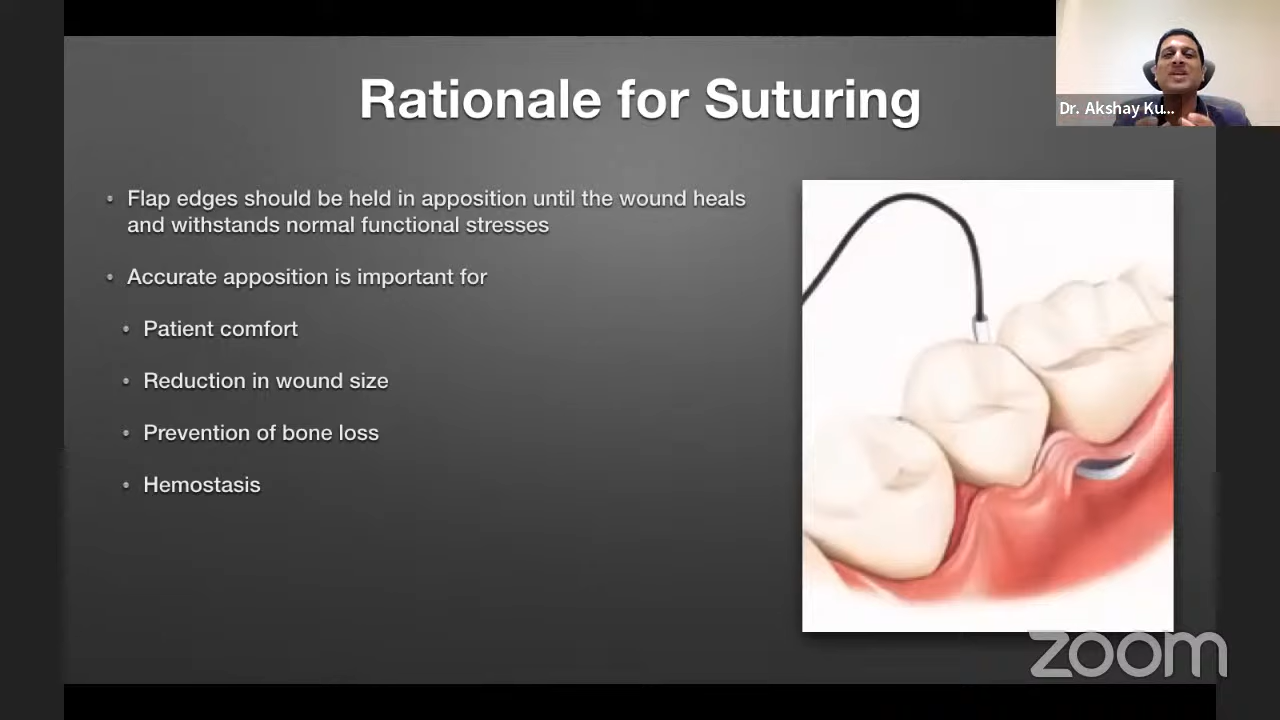 Rationale for Suturing
Dr. Akshay Ku...
• Flap edges should be held in apposition until the wound heals
and withstands normal functional stresses
• Accurate apposition is important for
• Patient comfort
• Reduction in wound size
• Prevention of bone loss
• Hemostasis
zoom